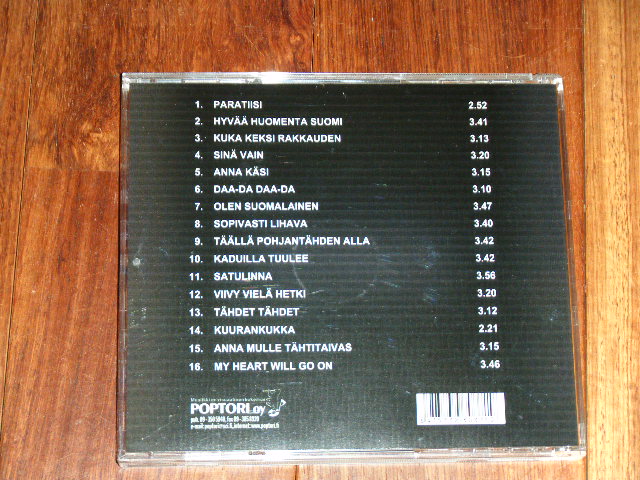 1. PARATIISI 2.52
2. HYVÄÄ HUOMENTA SUOMI 3.41
3. KUKA KEKSI RAKKAUDEN 3.13
4. SINÄ VAIN 3.20
5. ANNA KÄSI 3.15
6. DAA-DA DAA-DA 3.10
7. OLEN SUOMALAINEN 3.47
8. SOPIVASTI LIHAVA 3.40
9. TÄÄLLÄ POHJANTÄHDEN ALLA 3.42
10. KADUILLA TUULEE 3.42
11. SATULINNA 3.56
12. VIIVY VIELÄ HETKI 3.20
13. TÄHDET TÄHDET 3.12
14. KUURANKUKKA 2.21
15. ANNA MULLE TÄHTITAIVAS 3.15
16. MY HEART WILL GO ON 3.46
POPTORI.oy